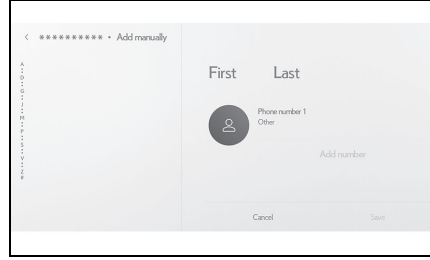 < ********** • Add manually
First Last
A
D
G
J
M
P
S
V
Z
#
Phone number 1
Other
Add number
Cancel Save